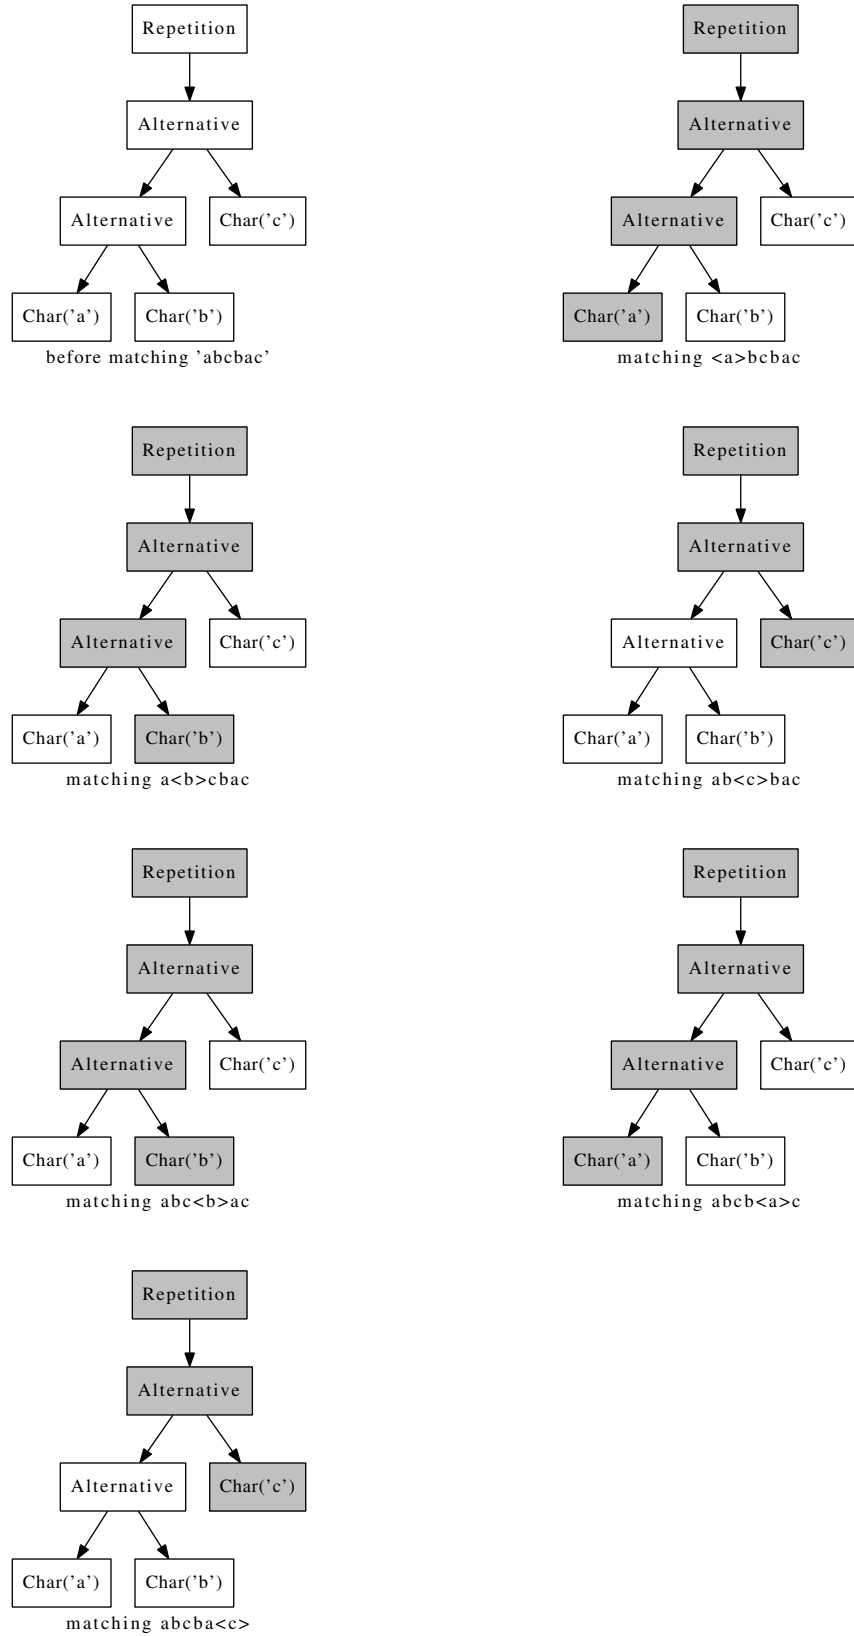 Repetition
Alternative
Alternative Char('c')
Char('a') Char('b')
before matching 'abcbac'
Repetition
Alternative
Alternative Char('c')
Char('a') Char('b')
matching <a>bcbac
Repetition
Alternative
Alternative Char('c')
Char('a') Char('b')
matching a<b>cbac
Repetition
Alternative
Alternative Char('c')
Char('a') Char('b')
matching ab<c>bac
Repetition
Alternative
Alternative Char('c')
Char('a') Char('b')
matching abc<b>ac
Repetition
Alternative
Alternative Char('c')
Char('a') Char('b')
matching abcb<a>c
Repetition
Alternative
Alternative Char('c')
Char('a') Char('b')
matching abcba<c>